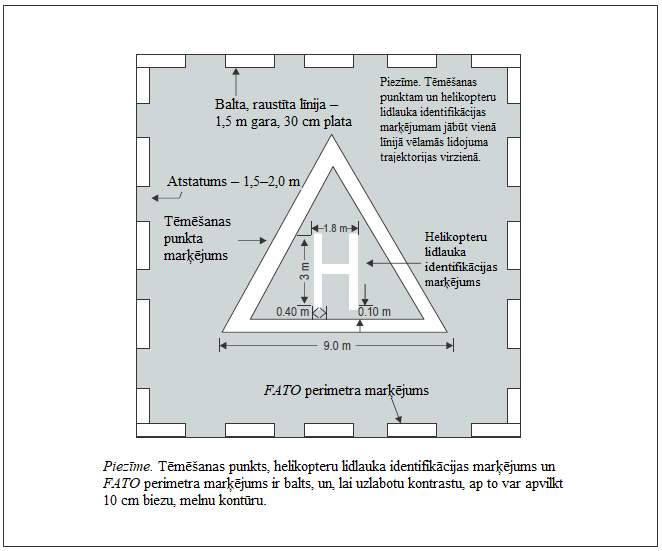 Balta, raustīta līnija –
1,5 m gara, 30 cm plata
Piezīme. Tēmēšanas
punktam un helikopteru
lidlauka identifikācijas
marķējumam jābūt vienā
līnijā vēlamās lidojuma
trajektorijas virzienā.
Atstatums – 1,5–2,0 m
Tēmēšanas
punkta
marķējums
1.8 m
3 m
H
Helikopteru
lidlauka
identifikācijas
marķējums
0.40 m
0.10 m
9.0 m
FATO perimetra marķējums
Piezīme. Tēmēšanas punkts, helikopteru lidlauka identifikācijas marķējums un
FATO perimetra marķējums ir balts, un, lai uzlabotu kontrastu, ap to var apvilkt
10 cm biezu, melnu kontūru.